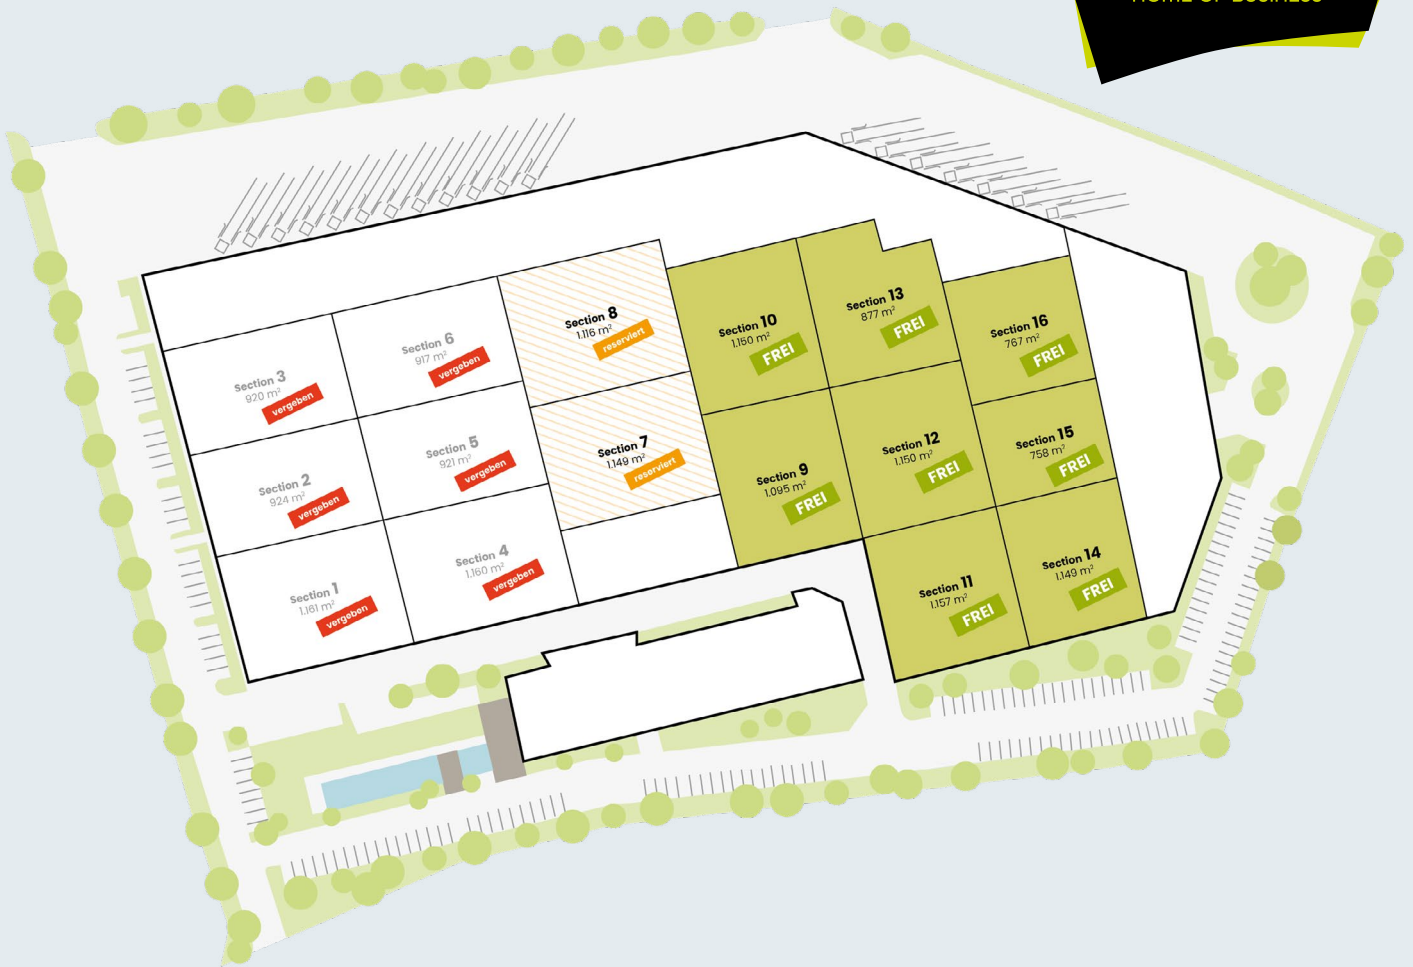 Section 13
877 m²
FREI
Section 8
1.116 m²
reserviert
Section 10
1.150 m²
FREI
Section 16
767 m²
FREI
Section 6
917 m²
vergeben
Section 3
920 m²
vergeben
Section 7
1.149 m²
reserviert
Section 12
1.150 m²
FREI
Section 15
758 m²
FREI
Section 5
921 m²
vergeben
Section 9
1.095 m²
FREI
Section 2
924 m²
vergeben
Section 4
1.160 m²
vergeben
Section 14
1.149 m²
FREI
Section 11
1.157 m²
FREI
Section 1
1.161 m²
vergeben